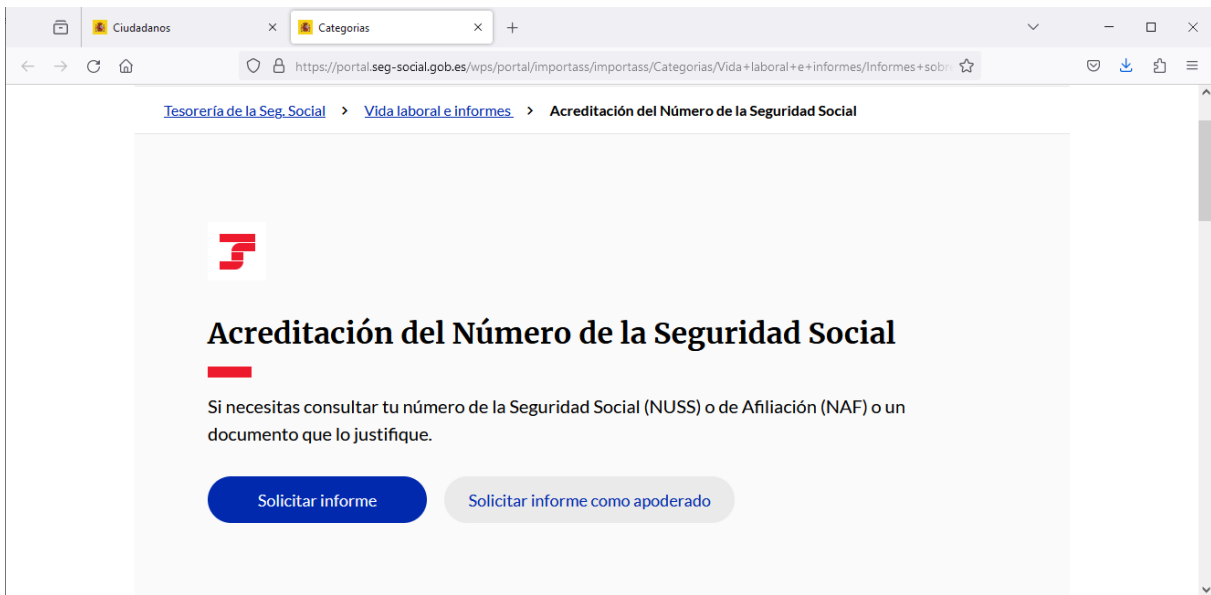 Ciudadanos
Categorias
https://portal.seg-social.gob.es/wps/portal/importass/importass/Categorias/Vida+laboral+e+informes/Informes+sobr
Tesorería de la Seg. Social > Vida laboral e informes > Acreditación del Número de la Seguridad Social
Acreditación del Número de la Seguridad Social
Si necesitas consultar tu número de la Seguridad Social (NUSS) o de Afiliación (NAF) o un
documento que lo justifique.
Solicitar informe
Solicitar informe como apoderado